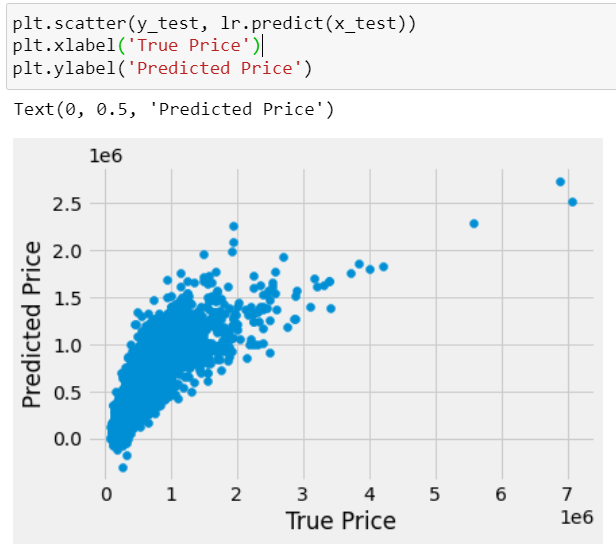 plt.scatter(y_test, lr.predict(x_test))
plt.xlabel('True Price')
plt.ylabel('Predicted Price')
Text(0, 0.5, 'Predicted Price')
1e6
Predicted Price
2.5
2.0
1.5
1.0
0.5
0.0
0 1 2 3 4 5 6 7
True Price
1e6